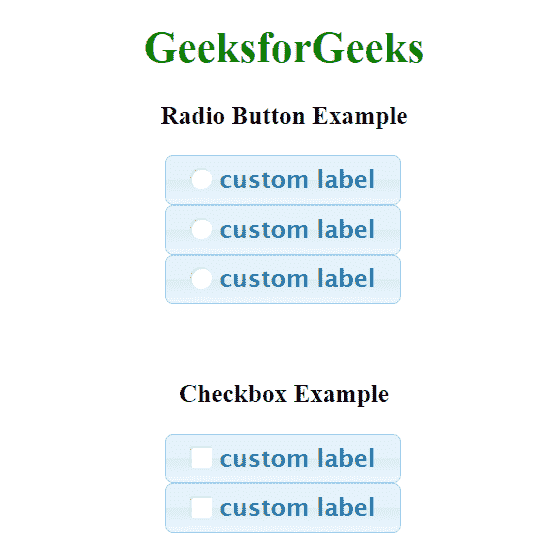 GeeksforGeeks
Radio Button Example
custom label
custom label
custom label
Checkbox Example
custom label
custom label